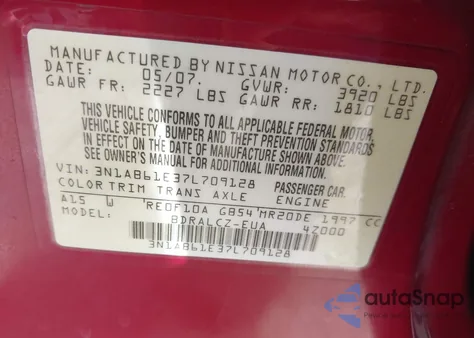 MANUFACTURED BY NISSAN MOTOR CO., LTD.
DATE: 05/07. GVWR: 3920 LBS
GAWR FR: 2227 LBS GAWR RR: 1810 LBS
THIS VEHICLE CONFORMS TO ALL APPLICABLE FEDERAL MOTOR
VEHICLE SAFETY, BUMPER AND THEFT PREVENTION STANDARDS
IN EFFECT ON THE DATE OF MANUFACTURE SHOWN ABOVE.
SEE OWNER'S MANUAL FOR ADDITIONAL INFORMATION.
VIN: 3N1AB61E37L709128 PASSENGER CAR.
COLOR TRIM TRANS AXLE ENGINE
A15 W RE0F10A GB54 MR20DE 1997 CC
MODEL: BDRALCZ-EUA 4Z000
3N1AB61E37L709128
autoSnap